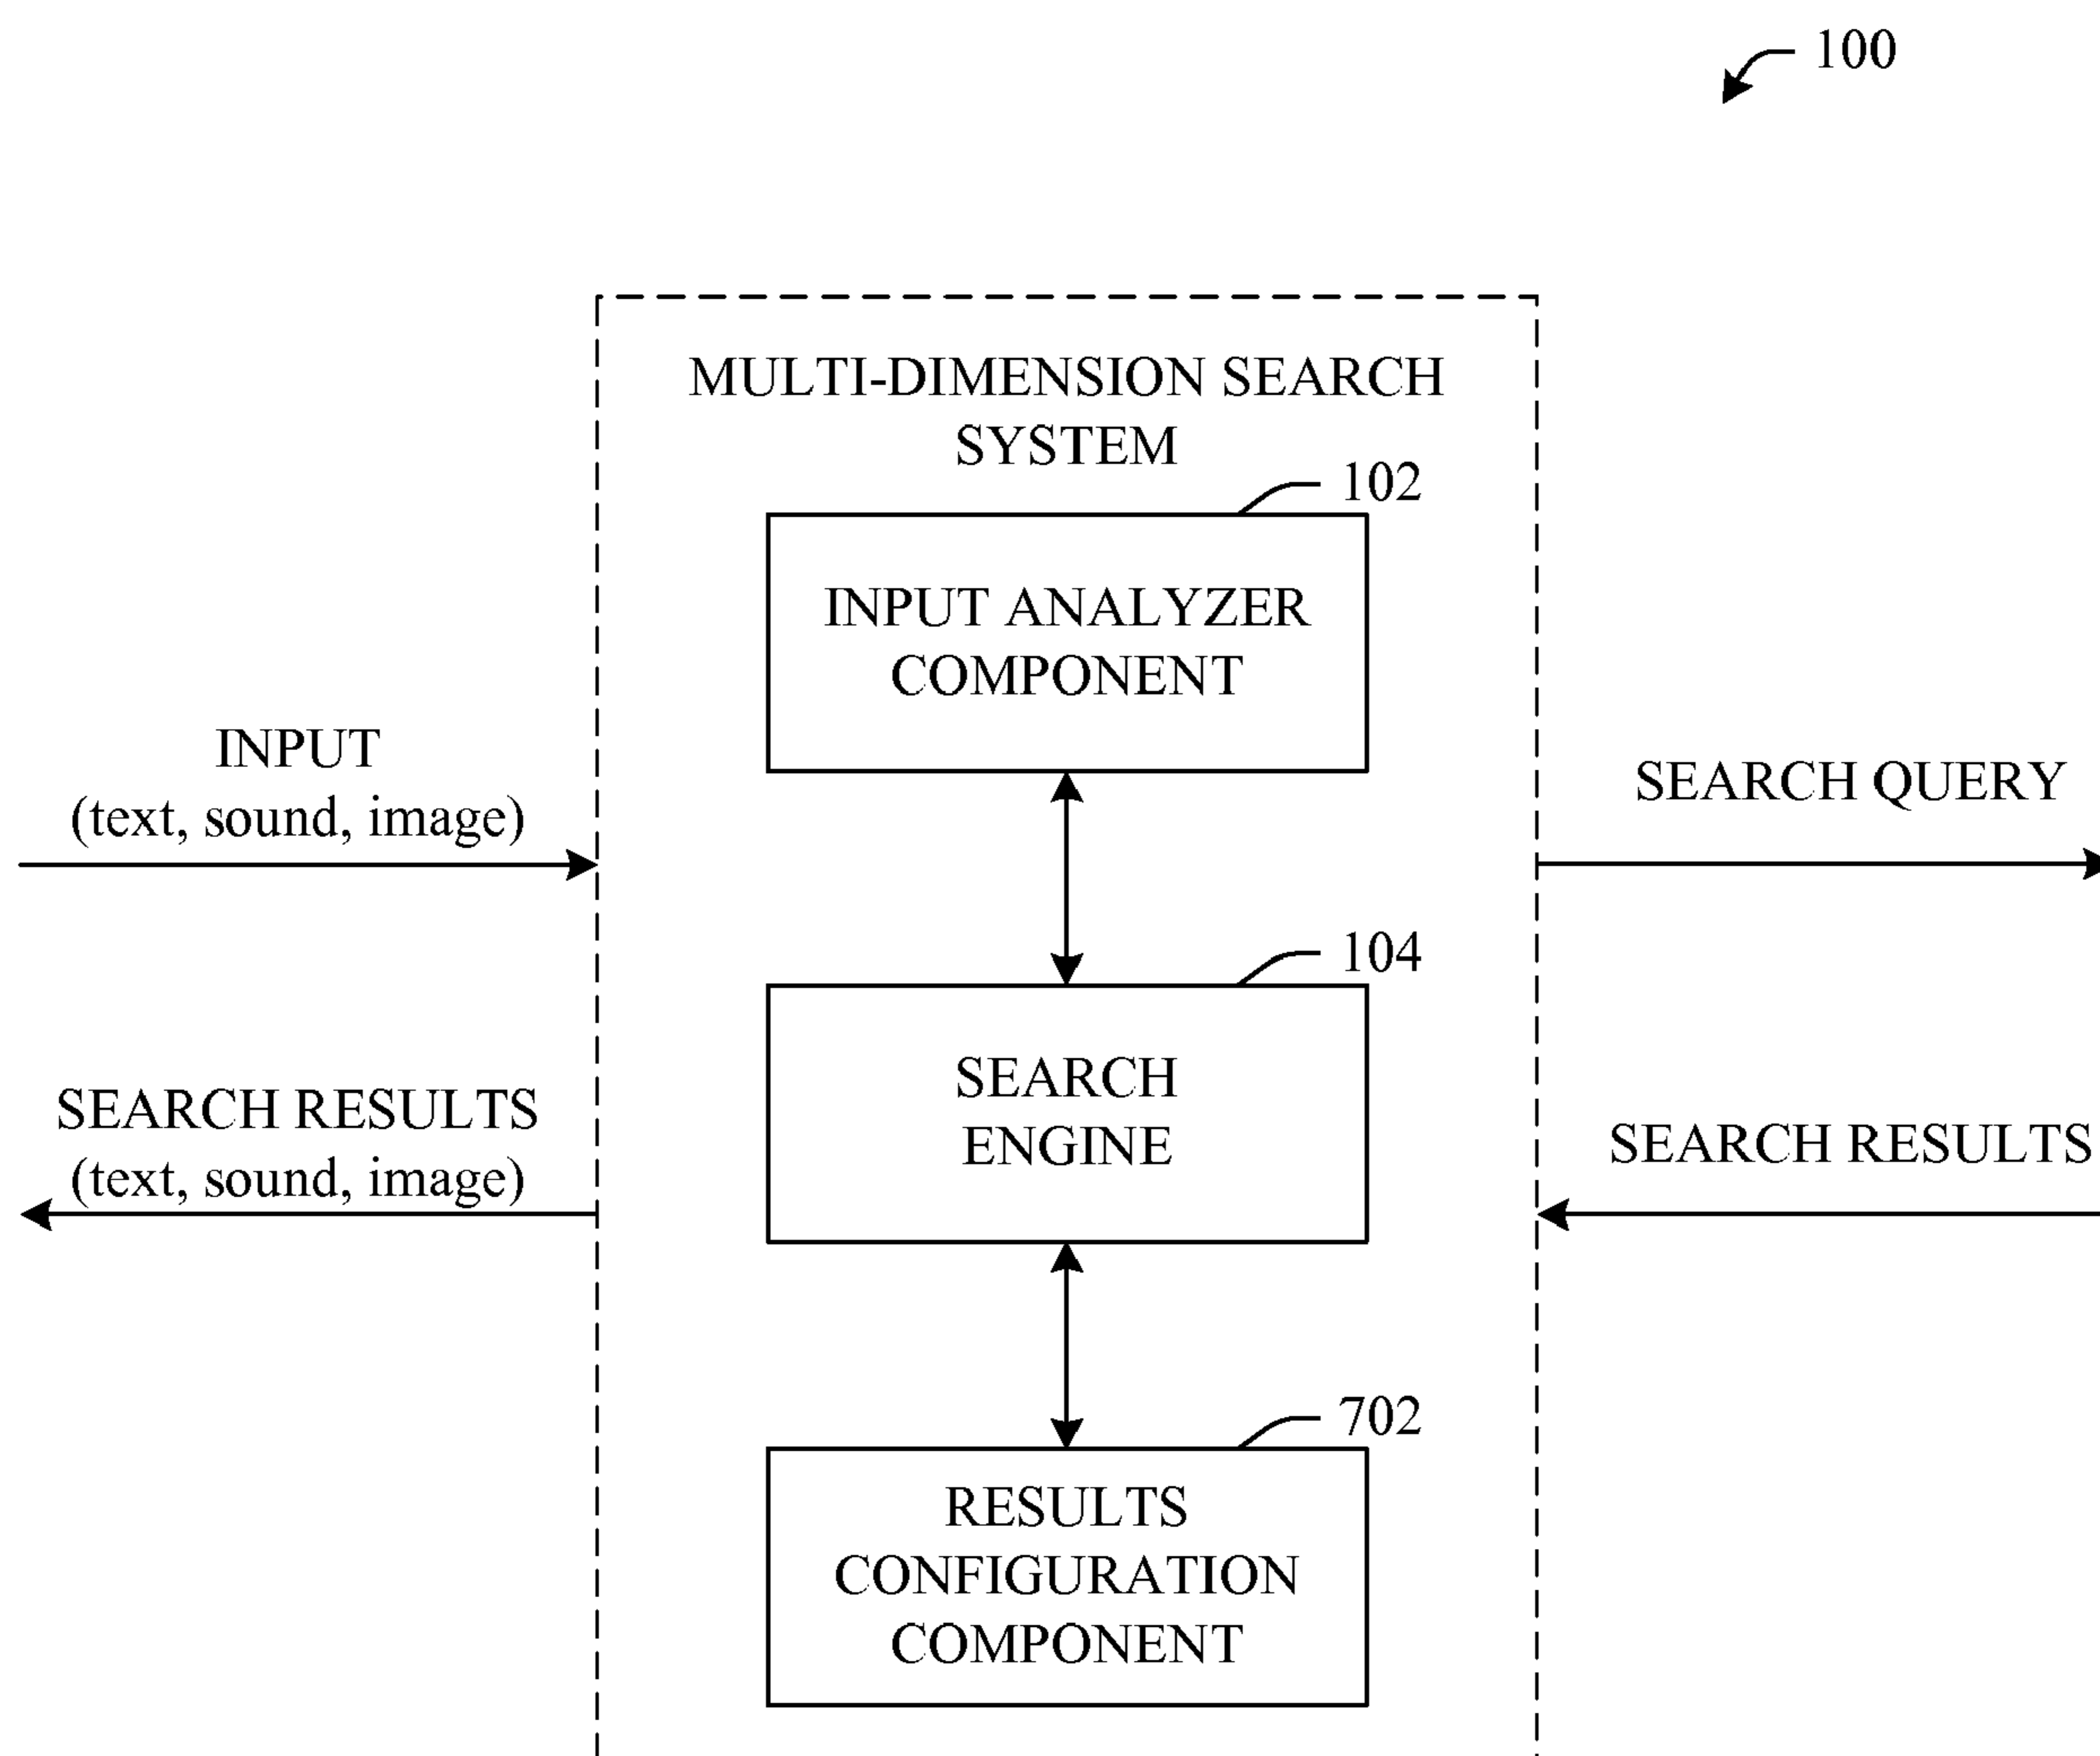 100
MULTI-DIMENSION SEARCH
SYSTEM
102
INPUT ANALYZER
COMPONENT
INPUT
(text, sound, image)
SEARCH QUERY
104
SEARCH
ENGINE
SEARCH RESULTS
(text, sound, image)
SEARCH RESULTS
702
RESULTS
CONFIGURATION
COMPONENT